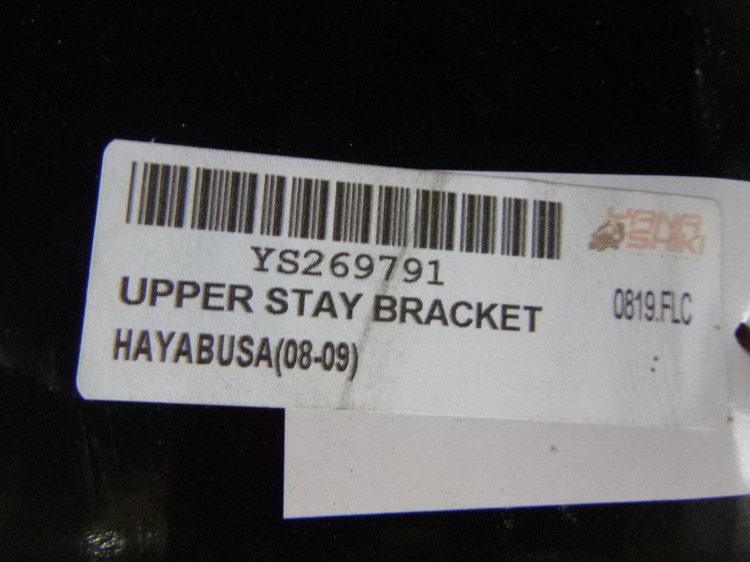 YANA
SHIKI
YS269791
UPPER STAY BRACKET
0819.FLC
HAYABUSA(08-09)